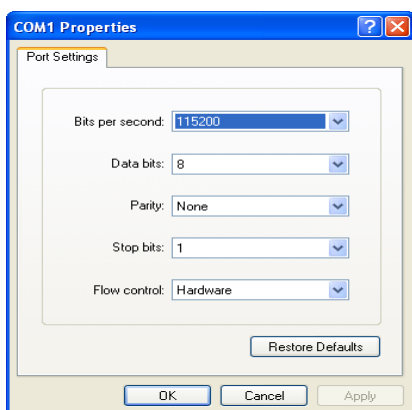 COM1 Properties
Port Settings
Bits per second: 115200
Data bits: 8
Parity: None
Stop bits: 1
Flow control: Hardware
Restore Defaults
OK Cancel Apply